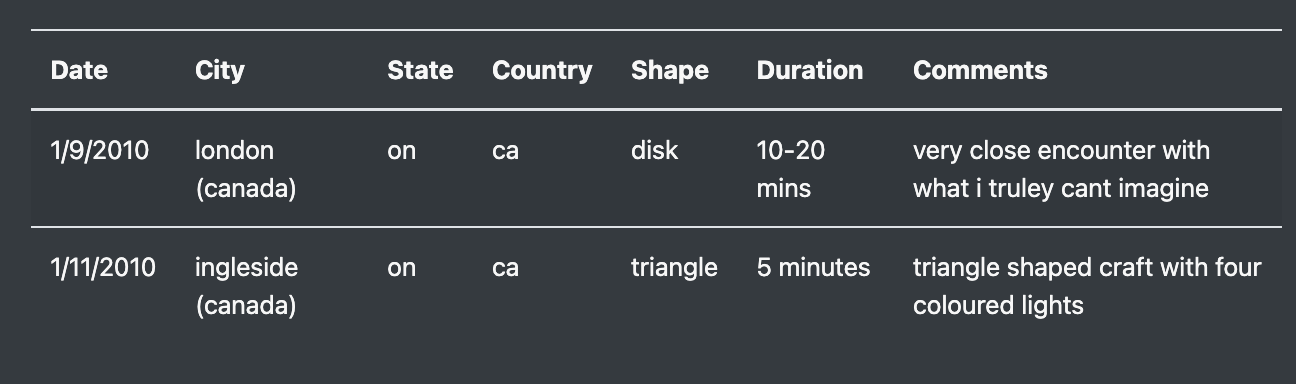 Date City State Country Shape Duration Comments
1/9/2010 london on ca disk 10-20 very close encounter with
(canada) mins what i truley cant imagine
1/11/2010 ingleside on ca triangle 5 minutes triangle shaped craft with four
(canada) coloured lights